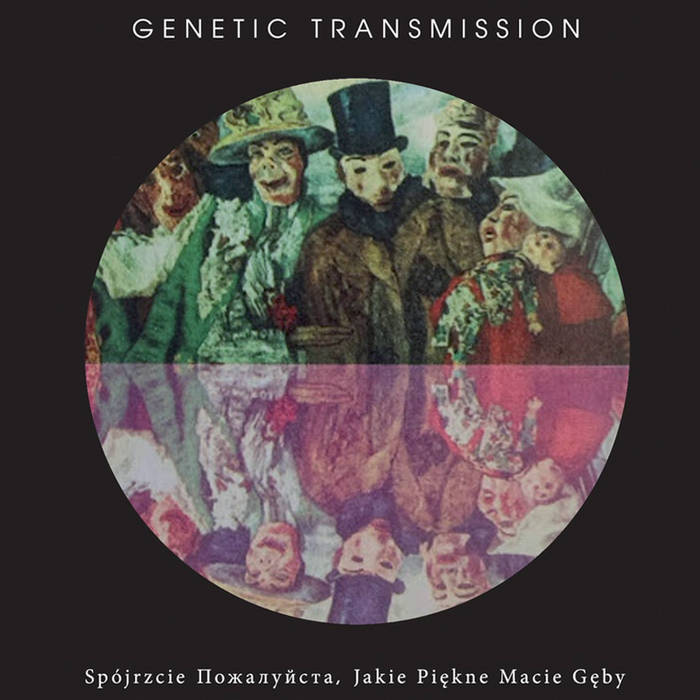 GENETIC TRANSMISSION
Spójrzcie Пожалуйста, Jakie Piękne Macie Gęby